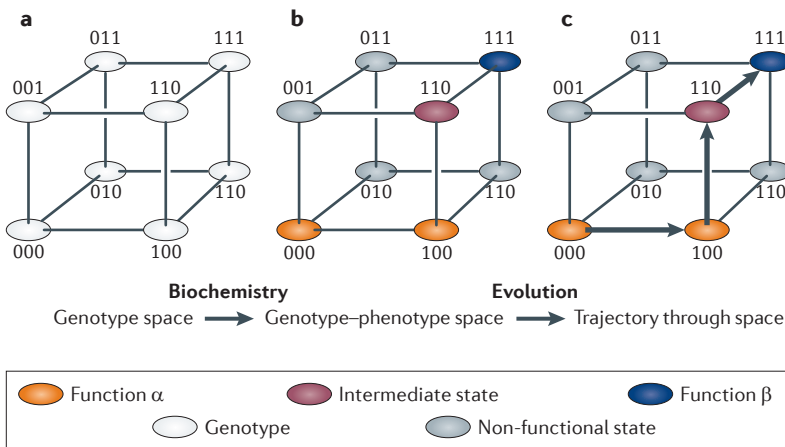 a b c
011 111 011 111 011 111
001 110 001 110 001 110
010 110 010 110 010 110
000 100 000 100 000 100
Biochemistry Evolution
Genotype space Genotype–phenotype space Trajectory through space
Function α Intermediate state Function β
Genotype Non-functional state